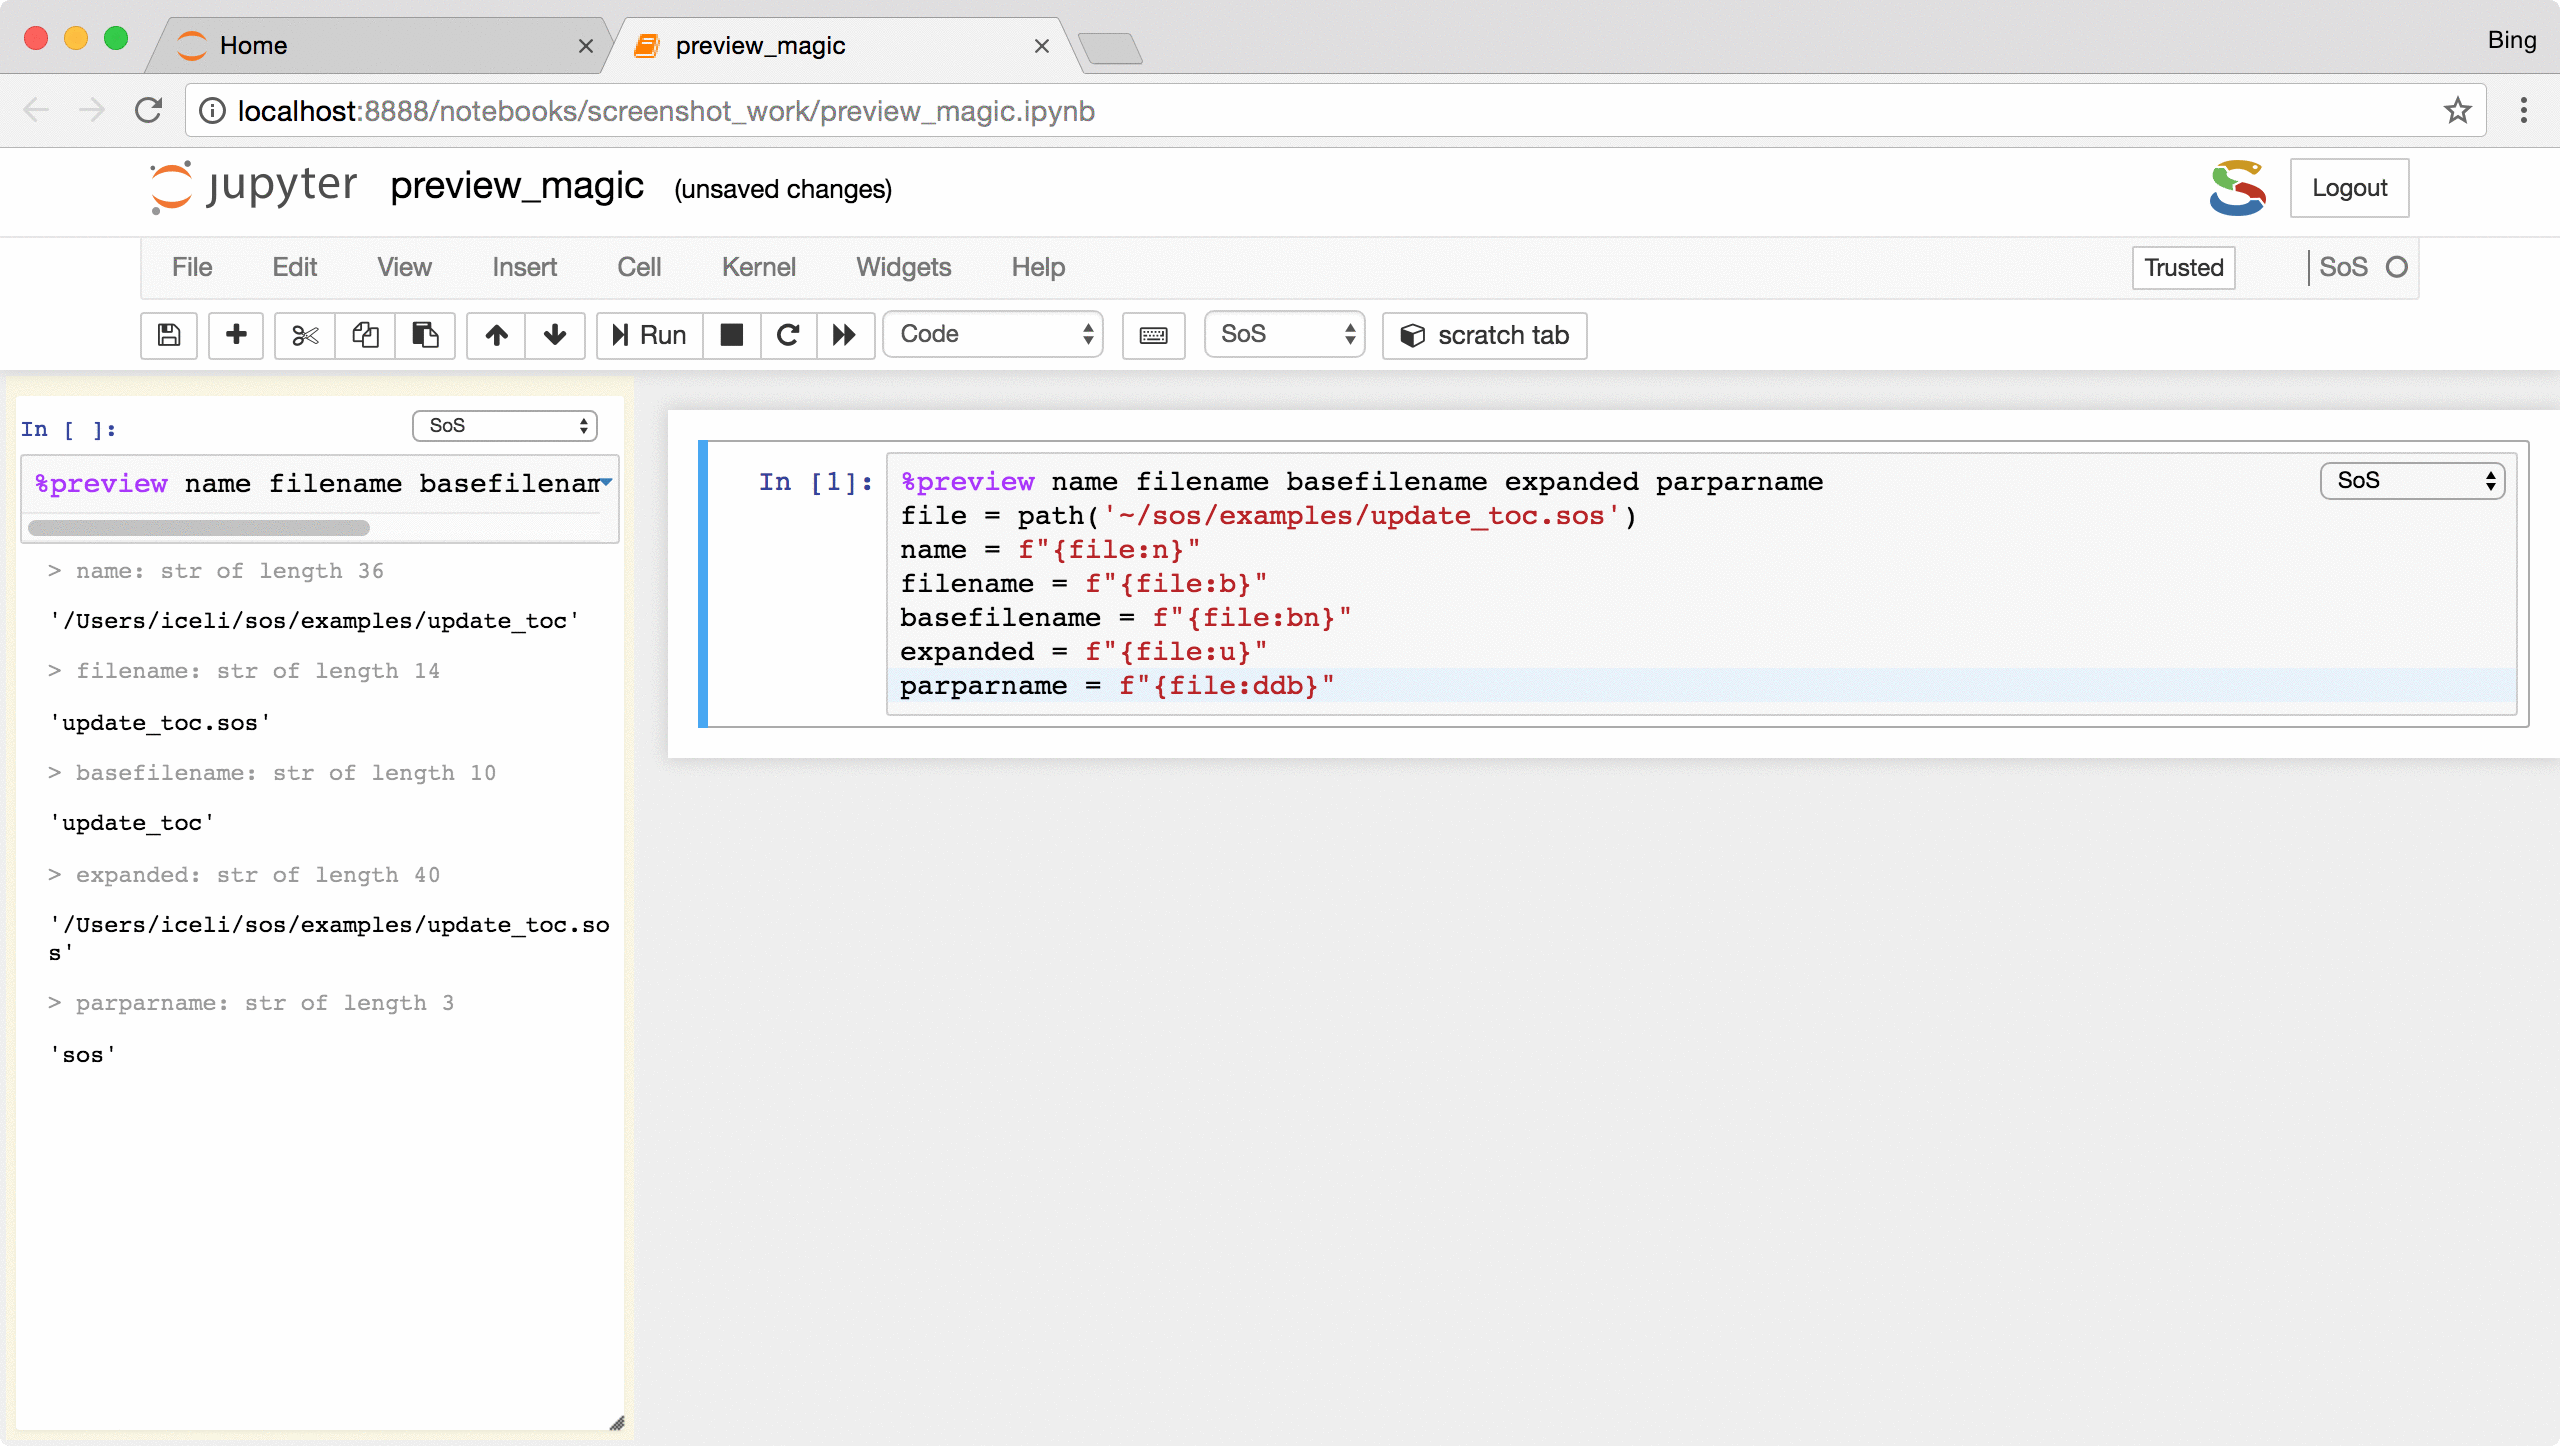 Home
preview_magic
Bing
localhost:8888/notebooks/screenshot_work/preview_magic.ipynb
jupyter preview_magic (unsaved changes)
Logout
File Edit View Insert Cell Kernel Widgets Help
Trusted
SoS
Run
Code
SoS
scratch tab
In [ ]:
SoS
%preview name filename basefilenam
> name: str of length 36
'/Users/iceli/sos/examples/update_toc'
> filename: str of length 14
'update_toc.sos'
> basefilename: str of length 10
'update_toc'
> expanded: str of length 40
'/Users/iceli/sos/examples/update_toc.so
s'
> parparname: str of length 3
'sos'
In [1]:
%preview name filename basefilename expanded parparname
SoS
file = path('~/sos/examples/update_toc.sos')
name = f"{file:n}"
filename = f"{file:b}"
basefilename = f"{file:bn}"
expanded = f"{file:u}"
parparname = f"{file:ddb}"